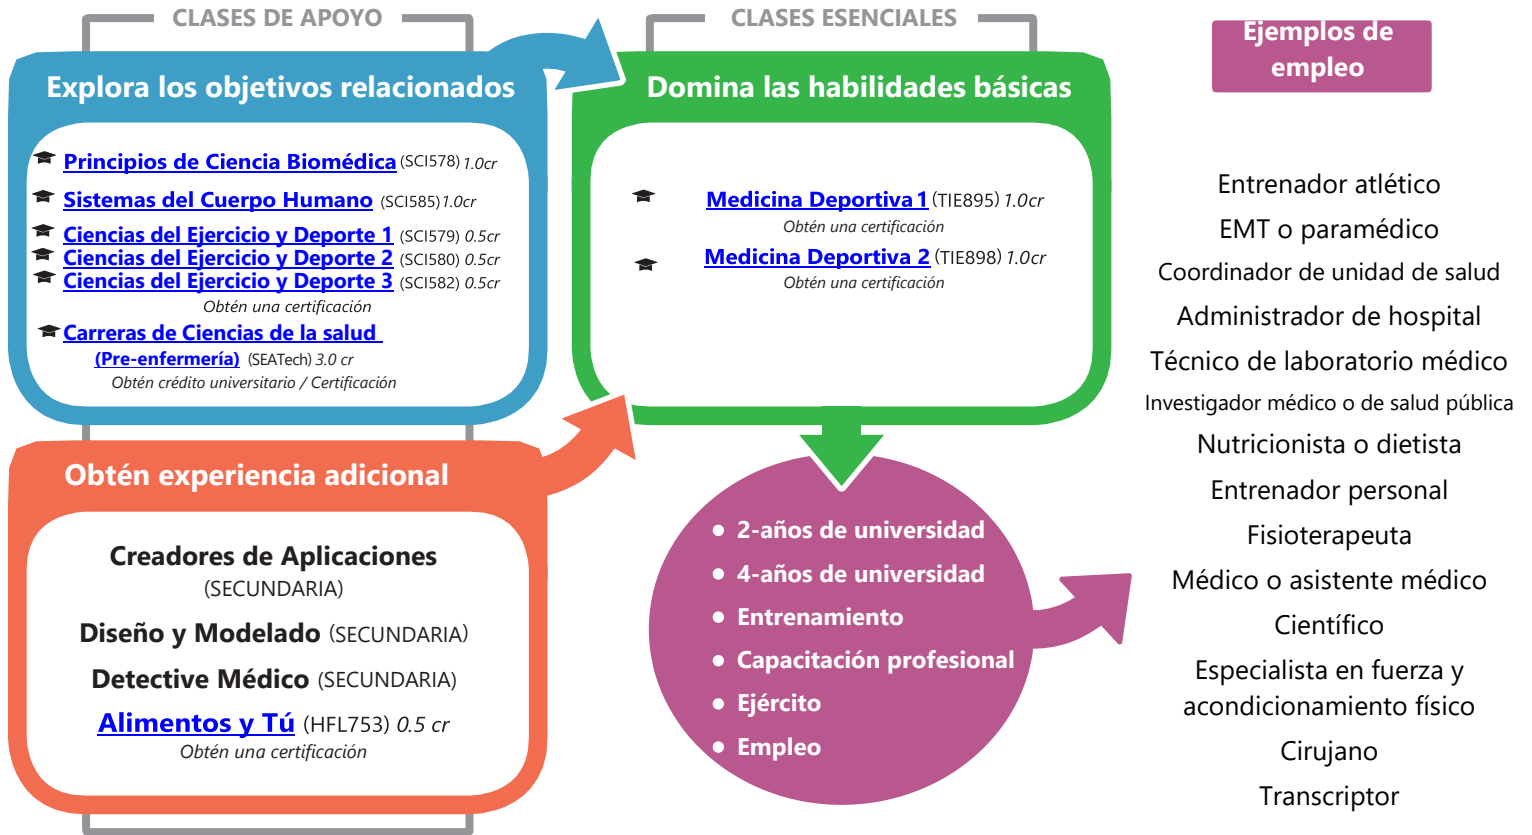 CLASES DE APOYO
Explora los objetivos relacionados
Principios de Ciencia Biomédica (SCI578) 1.0cr
Sistemas del Cuerpo Humano (SCI585) 1.0cr
Ciencias del Ejercicio y Deporte 1 (SCI579) 0.5cr
Ciencias del Ejercicio y Deporte 2 (SCI580) 0.5cr
Ciencias del Ejercicio y Deporte 3 (SCI582) 0.5cr
Obtén una certificación
Carreras de Ciencias de la salud
(Pre-enfermería) (SEATech) 3.0 cr
Obtén crédito universitario / Certificación
Obtén experiencia adicional
Creadores de Aplicaciones
(SECUNDARIA)
Diseño y Modelado (SECUNDARIA)
Detective Médico (SECUNDARIA)
Alimentos y Tú (HFL753) 0.5 cr
Obtén una certificación
CLASES ESENCIALES
Domina las habilidades básicas
Medicina Deportiva 1 (TIE895) 1.0cr
Obtén una certificación
Medicina Deportiva 2 (TIE898) 1.0cr
Obtén una certificación
• 2-años de universidad
• 4-años de universidad
• Entrenamiento
• Capacitación profesional
• Ejército
• Empleo
Ejemplos de
empleo
Entrenador atlético
EMT o paramédico
Coordinador de unidad de salud
Administrador de hospital
Técnico de laboratorio médico
Investigador médico o de salud pública
Nutricionista o dietista
Entrenador personal
Fisioterapeuta
Médico o asistente médico
Científico
Especialista en fuerza y
acondicionamiento físico
Cirujano
Transcriptor